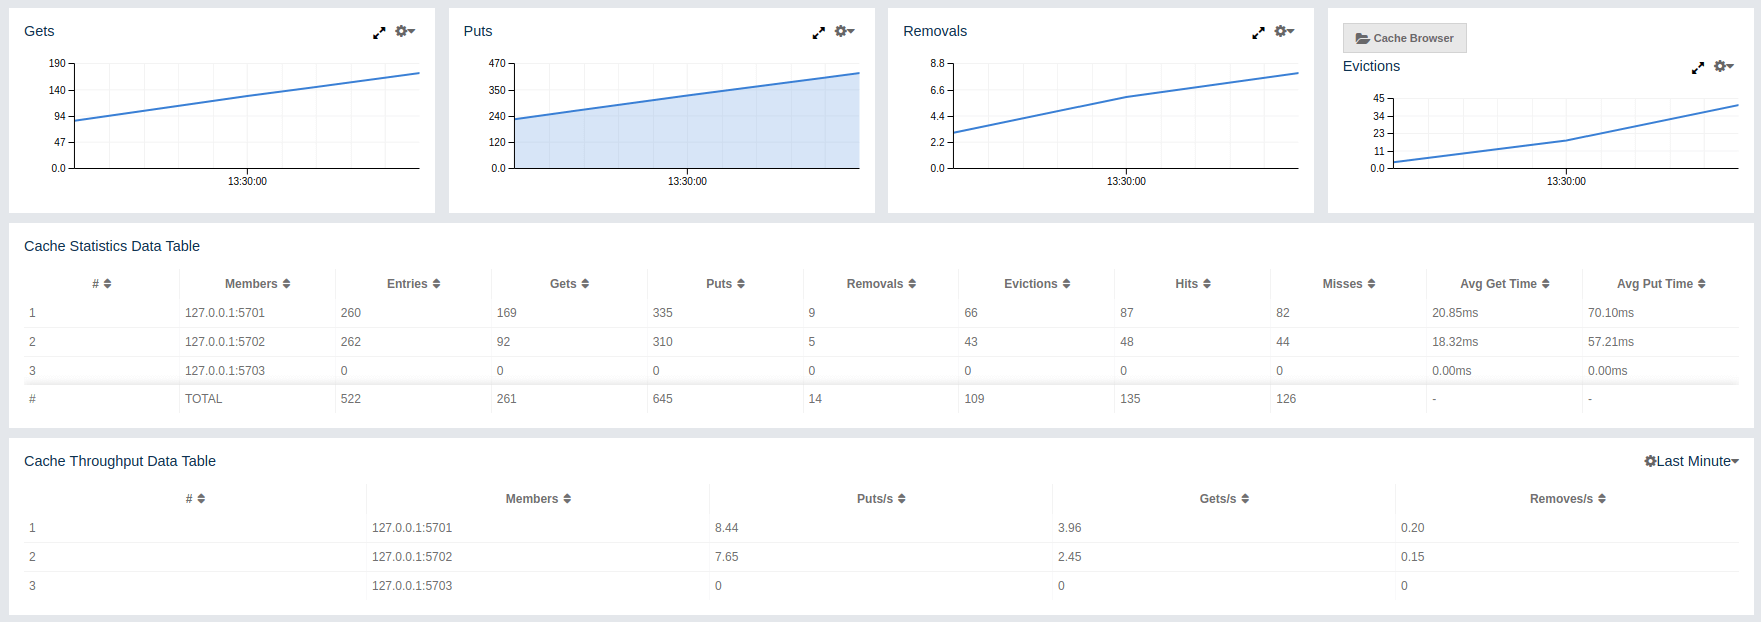 Gets
190
140
94
47
0.0
13:30:00
Puts
470
350
240
120
0.0
13:30:00
Removals
8.8
6.6
4.4
2.2
0.0
13:30:00
Cache Browser
Evictions
45
34
23
11
0.0
13:30:00
Cache Statistics Data Table
# Members Entries Gets Puts Removals Evictions Hits Misses Avg Get Time Avg Put Time
1 127.0.0.1:5701 260 169 335 9 66 87 82 20.85ms 70.10ms
2 127.0.0.1:5702 262 92 310 5 43 48 44 18.32ms 57.21ms
3 127.0.0.1:5703 0 0 0 0 0 0 0 0.00ms 0.00ms
# TOTAL 522 261 645 14 109 135 126 - -
Cache Throughput Data Table Last Minute
# Members Puts/s Gets/s Removes/s
1 127.0.0.1:5701 8.44 3.96 0.20
2 127.0.0.1:5702 7.65 2.45 0.15
3 127.0.0.1:5703 0 0 0